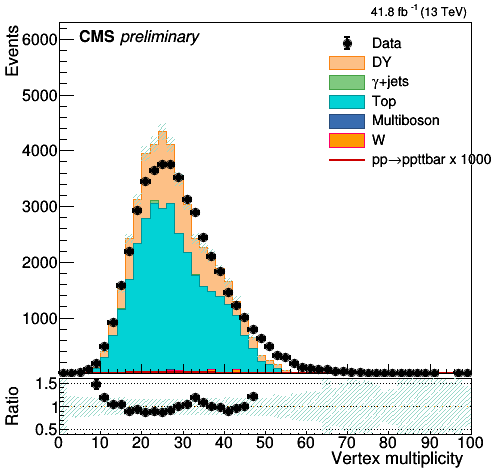 41.8 fb⁻¹ (13 TeV)
CMS preliminary
Events
6000
5000
4000
3000
2000
1000
Data
DY
γ+jets
Top
Multiboson
W
pp→ppttbar x 1000
Ratio
1.5
1
0.5
0 10 20 30 40 50 60 70 80 90 100
Vertex multiplicity